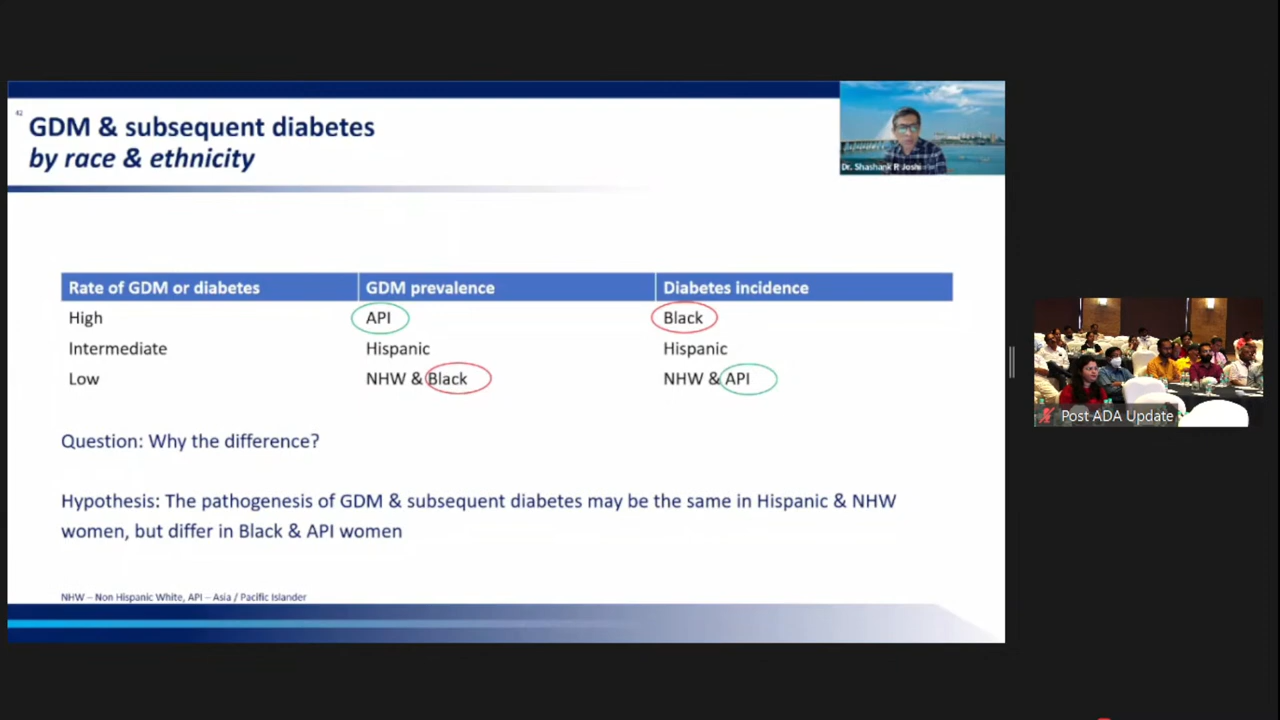 42
GDM & subsequent diabetes
by race & ethnicity
Dr. Shashank R Joshi
Rate of GDM or diabetes GDM prevalence Diabetes incidence
High API Black
Intermediate Hispanic Hispanic
Low NHW & Black NHW & API
Question: Why the difference?
Hypothesis: The pathogenesis of GDM & subsequent diabetes may be the same in Hispanic & NHW
women, but differ in Black & API women
NHW – Non Hispanic White, API – Asia / Pacific Islander
Post ADA Update